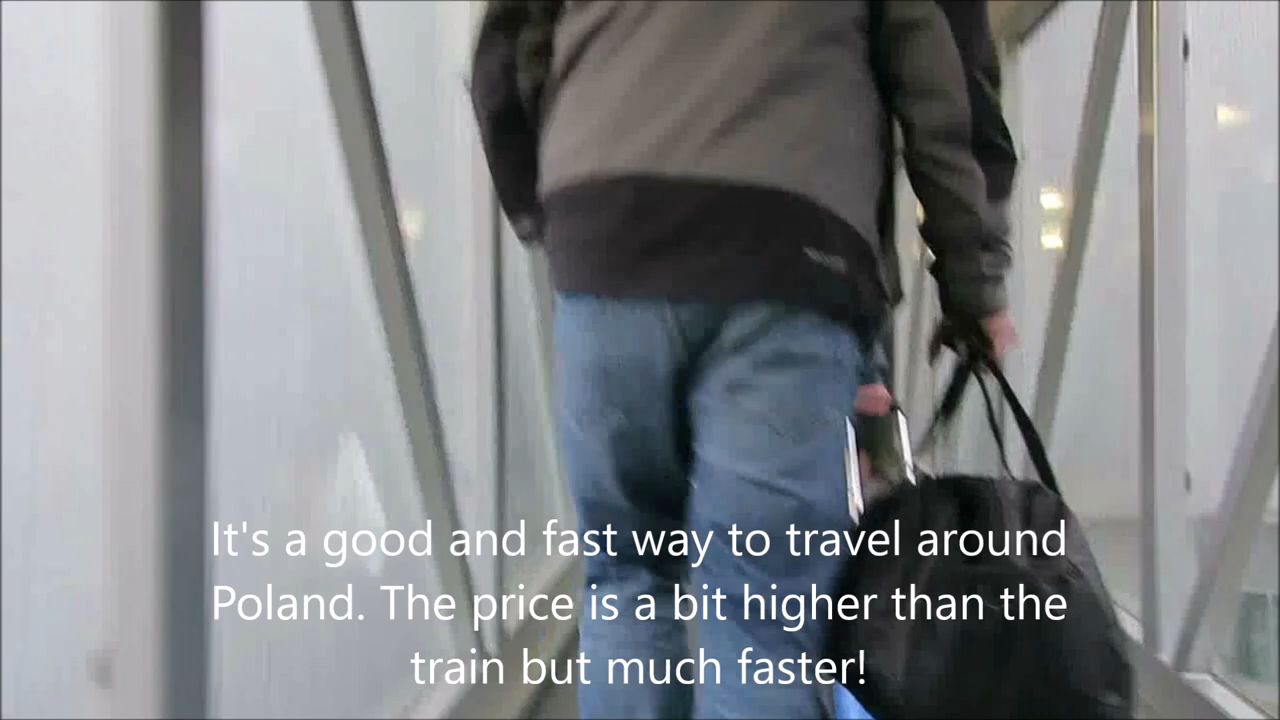 It's a good and fast way to travel around
Poland. The price is a bit higher than the
train but much faster!